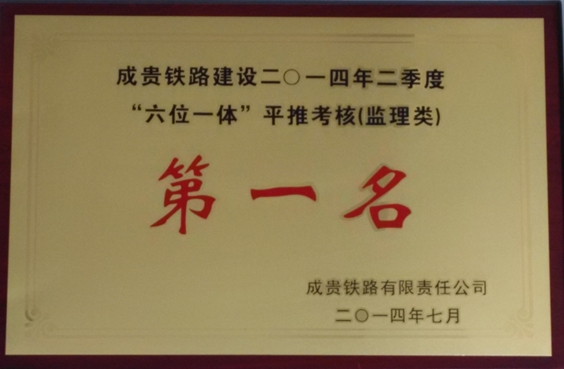 成贵铁路建设二〇一四年二季度
“六位一体”平推考核(监理类)
第一名
成贵铁路有限责任公司
二〇一四年七月